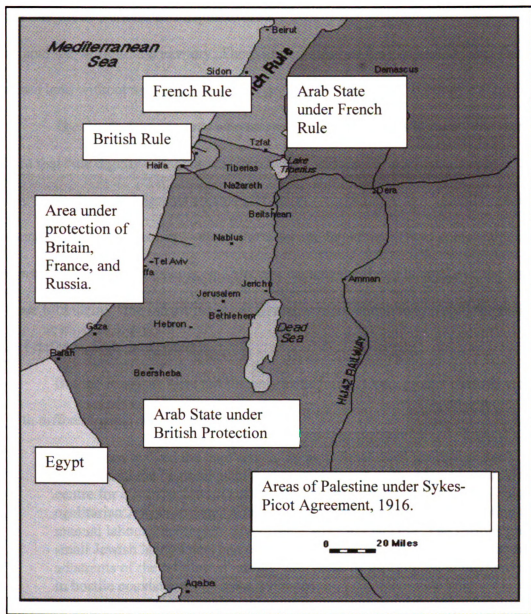 Beirut
Mediterranean
Sea
Sidon
Damascus
French Rule
Rule
Arab State
under French
Rule
British Rule
Tzfat
Haifa
Tiberias
Lake
Tiberius
Nazareth
Dera
Beitshean
Area under
protection of
Britain,
France, and
Russia.
Nablus
Tel Aviv
ffa
Amman
Jericho
Jerusalem
Bethlehem
Gaza
Hebron
Dead
Sea
Rafah
Beersheba
HIJAZ RAILWAY
Arab State under
British Protection
Egypt
Areas of Palestine under Sykes-
Picot Agreement, 1916.
0 20 Miles
Aqaba